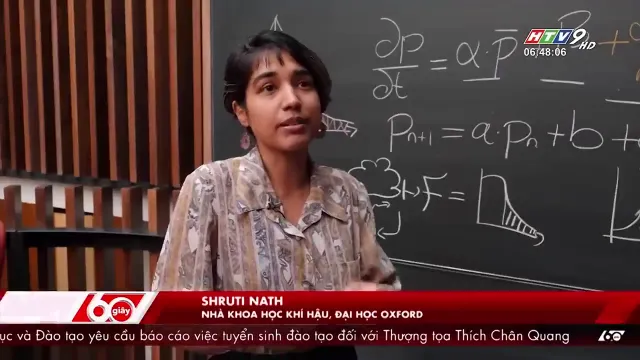 HTV9 HD
06:48:06
∂p/∂t = α·p̄ + B +
Pn+1 = a·pn + b +
F =
60 giây
SHRUTI NATH
NHÀ KHOA HỌC KHÍ HẬU, ĐẠI HỌC OXFORD
ục và Đào tạo yêu cầu báo cáo việc tuyển sinh đào tạo đối với Thượng tọa Thích Chân Quang
60